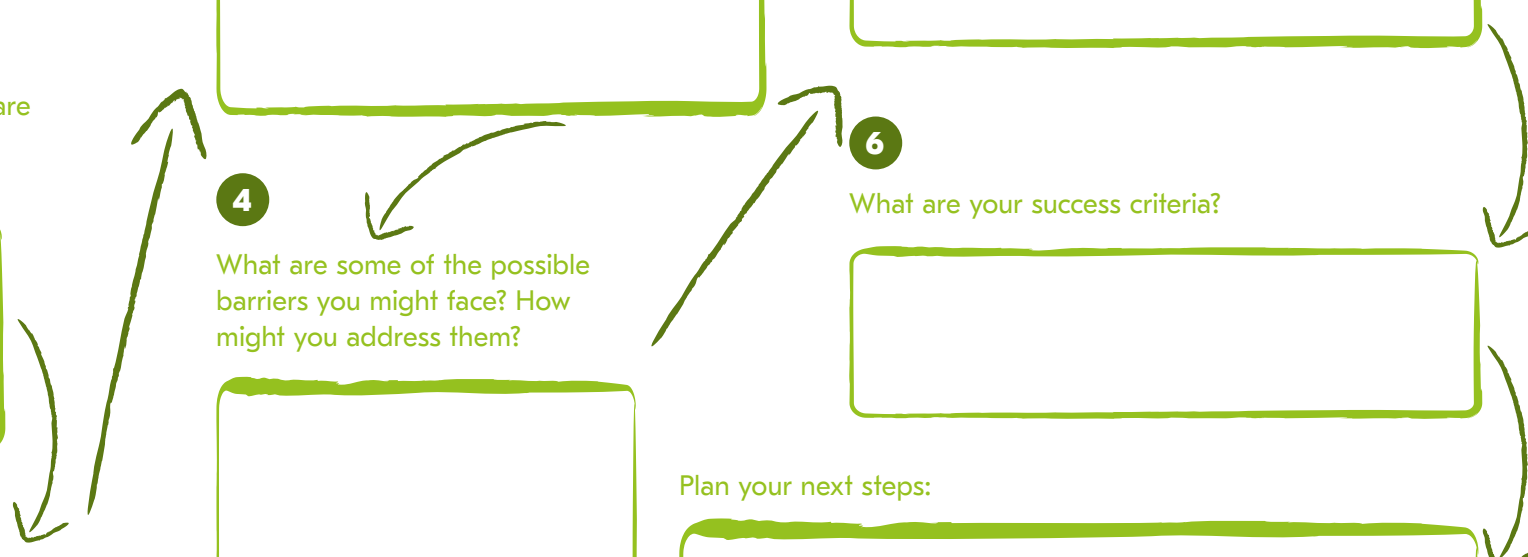 are
4
What are some of the possible
barriers you might face? How
might you address them?
6
What are your success criteria?
Plan your next steps: